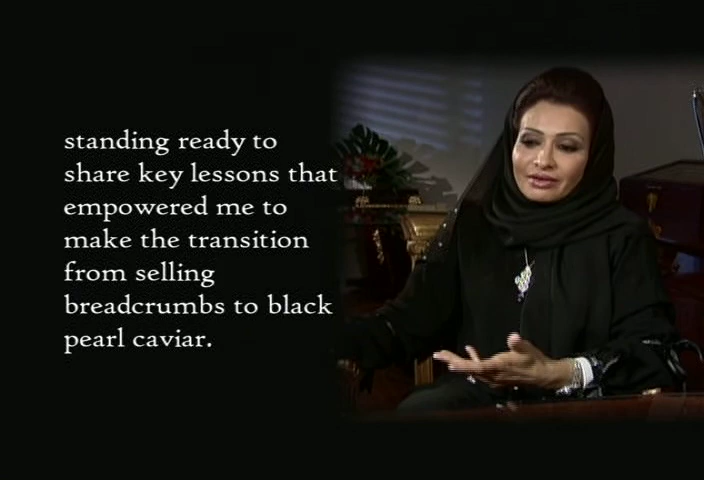 standing ready to
share key lessons that
empowered me to
make the transition
from selling
breadcrumbs to black
pearl caviar.